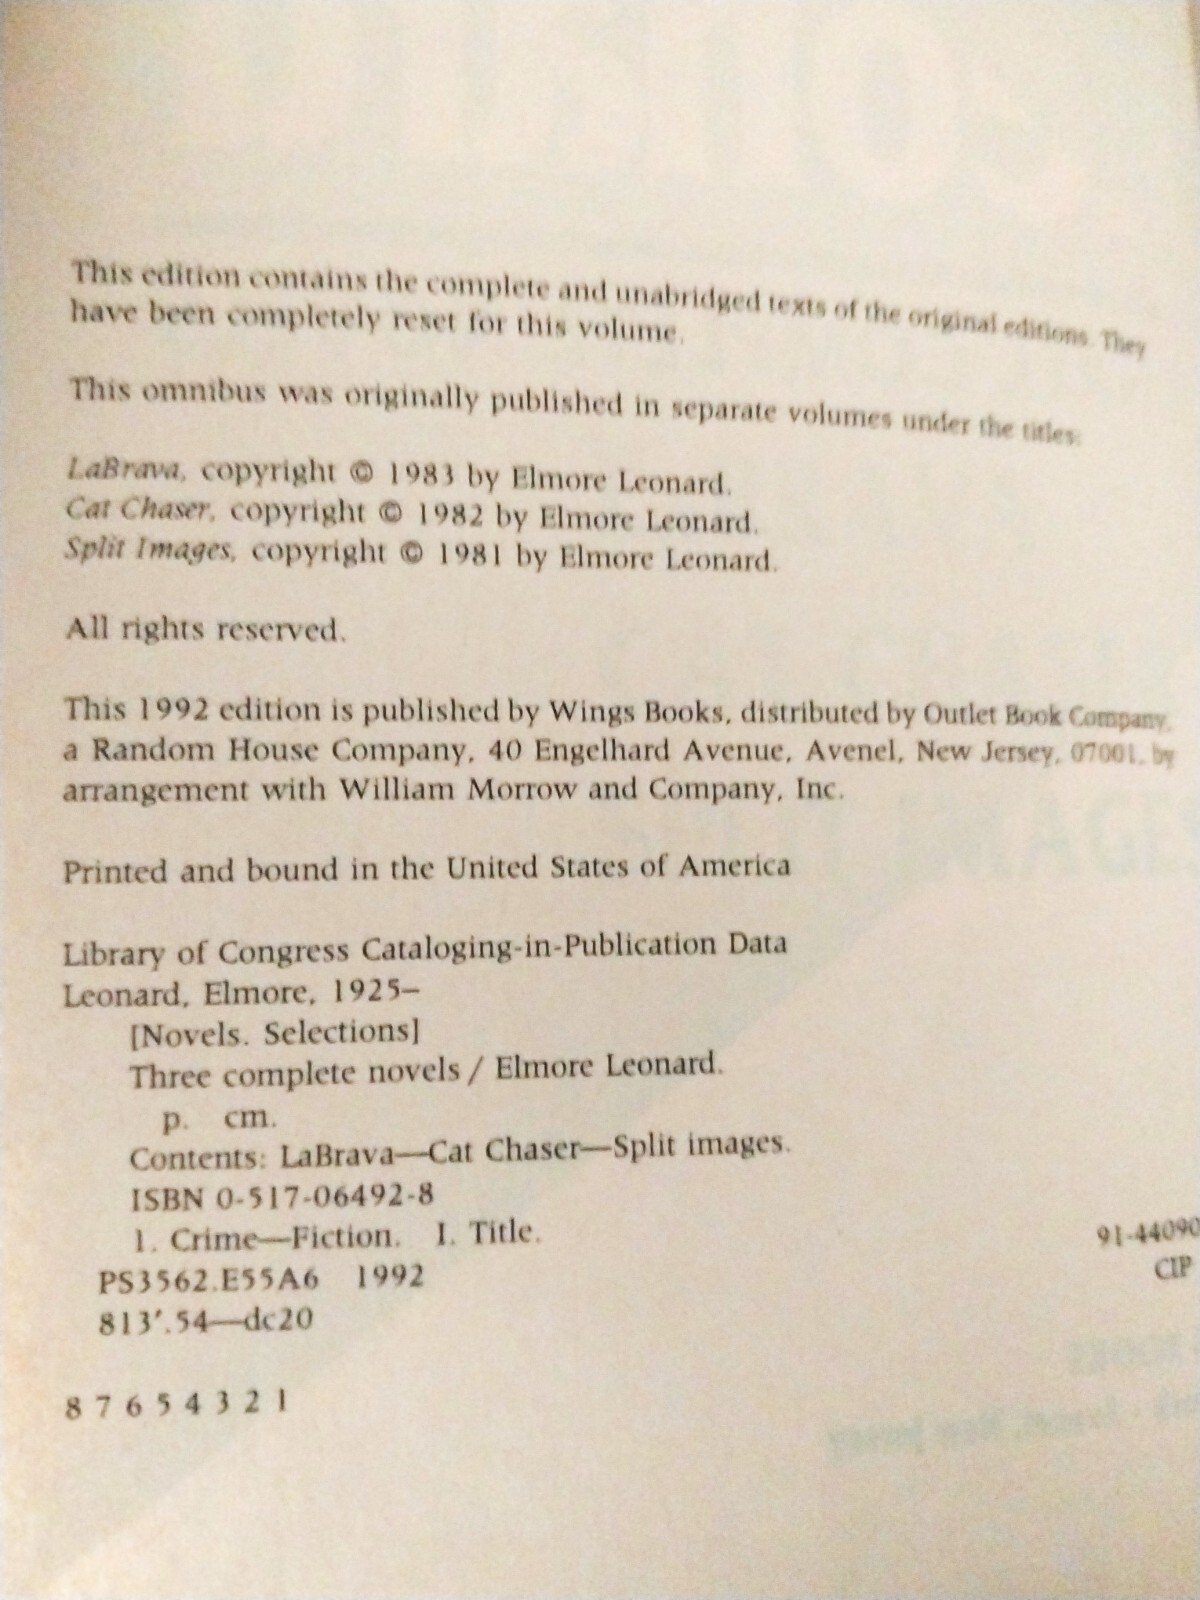 This edition contains the complete and unabridged texts of the original editions. They
have been completely reset for this volume.
This omnibus was originally published in separate volumes under the titles:
LaBrava, copyright © 1983 by Elmore Leonard.
Cat Chaser, copyright © 1982 by Elmore Leonard.
Split Images, copyright © 1981 by Elmore Leonard.
All rights reserved.
This 1992 edition is published by Wings Books, distributed by Outlet Book Company,
a Random House Company, 40 Engelhard Avenue, Avenel, New Jersey, 07001, by
arrangement with William Morrow and Company, Inc.
Printed and bound in the United States of America
Library of Congress Cataloging-in-Publication Data
Leonard, Elmore, 1925–
[Novels. Selections]
Three complete novels / Elmore Leonard.
p. cm.
Contents: LaBrava—Cat Chaser—Split images.
ISBN 0-517-06492-8
1. Crime—Fiction. I. Title.
PS3562.E55A6 1992
813′.54—dc20
91-44090
CIP
8 7 6 5 4 3 2 1